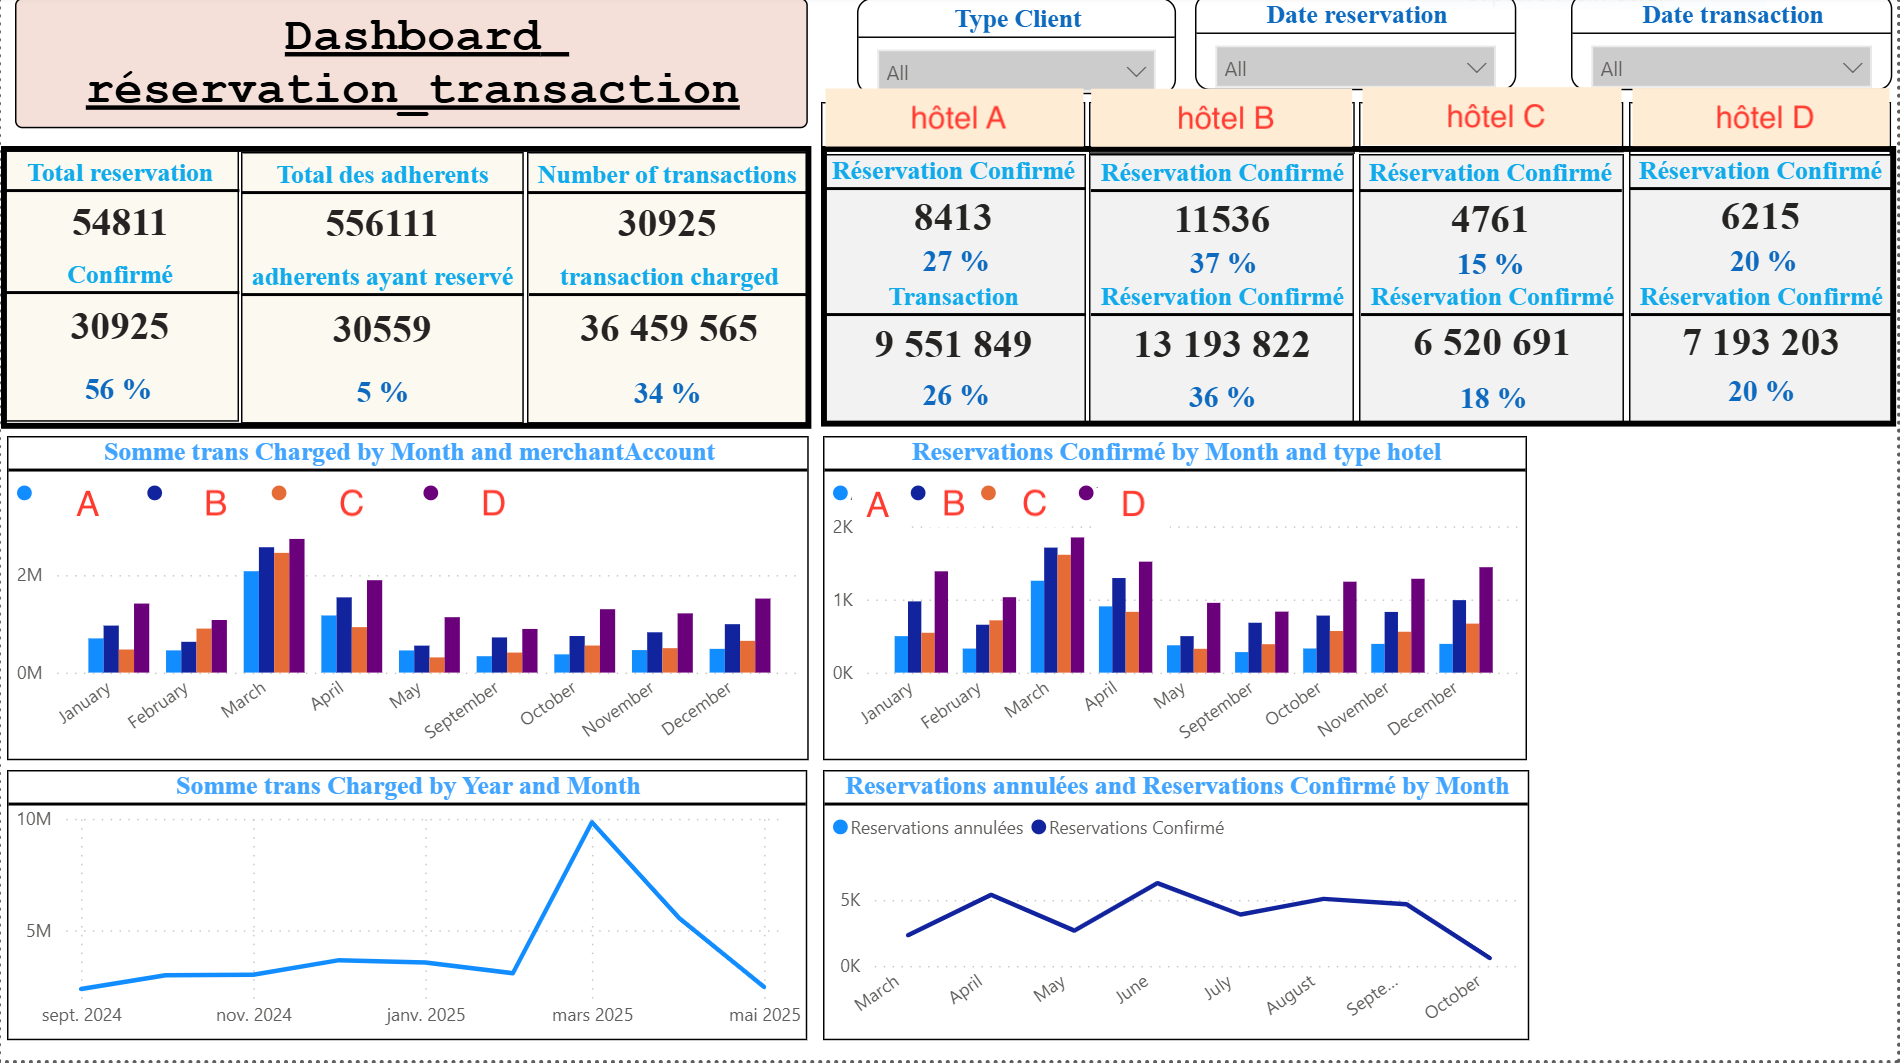 Dashboard
réservation_transaction
Type Client
All
Date reservation
All
Date transaction
All
hôtel A
hôtel B
hôtel C
hôtel D
Total reservation
54811
Confirmé
30925
56 %
Total des adherents
556111
adherents ayant reservé
30559
5 %
Number of transactions
30925
transaction charged
36 459 565
34 %
Réservation Confirmé
8413
27 %
Transaction
9 551 849
26 %
Réservation Confirmé
11536
37 %
Réservation Confirmé
13 193 822
36 %
Réservation Confirmé
4761
15 %
Réservation Confirmé
6 520 691
18 %
Réservation Confirmé
6215
20 %
Réservation Confirmé
7 193 203
20 %
Somme trans Charged by Month and merchantAccount
A B C D
2M
0M
January February March April May September October November December
Reservations Confirmé by Month and type hotel
A B C D
2K
1K
0K
January February March April May September October November December
Somme trans Charged by Year and Month
10M
5M
sept. 2024 nov. 2024 janv. 2025 mars 2025 mai 2025
Reservations annulées and Reservations Confirmé by Month
Reservations annulées Reservations Confirmé
5K
0K
March April May June July August Septe... October